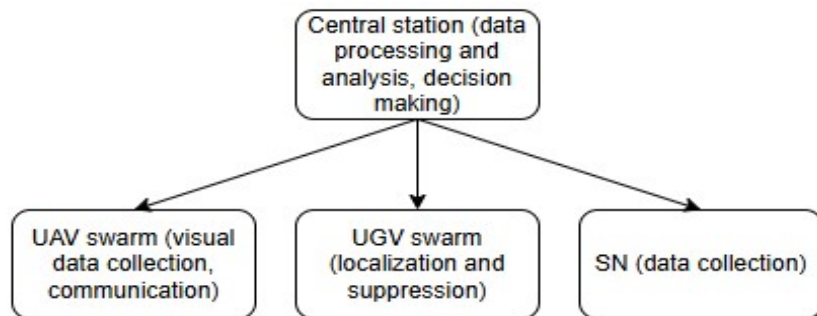 Central station (data
processing and
analysis, decision
making)
UAV swarm (visual
data collection,
communication)
UGV swarm
(localization and
suppression)
SN (data collection)